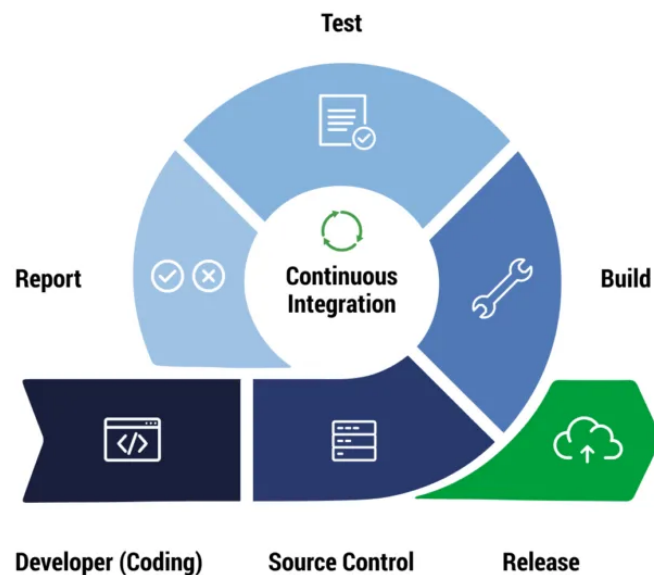 Test
Continuous
Integration
Report
Build
</>
Developer (Coding)
Source Control
Release